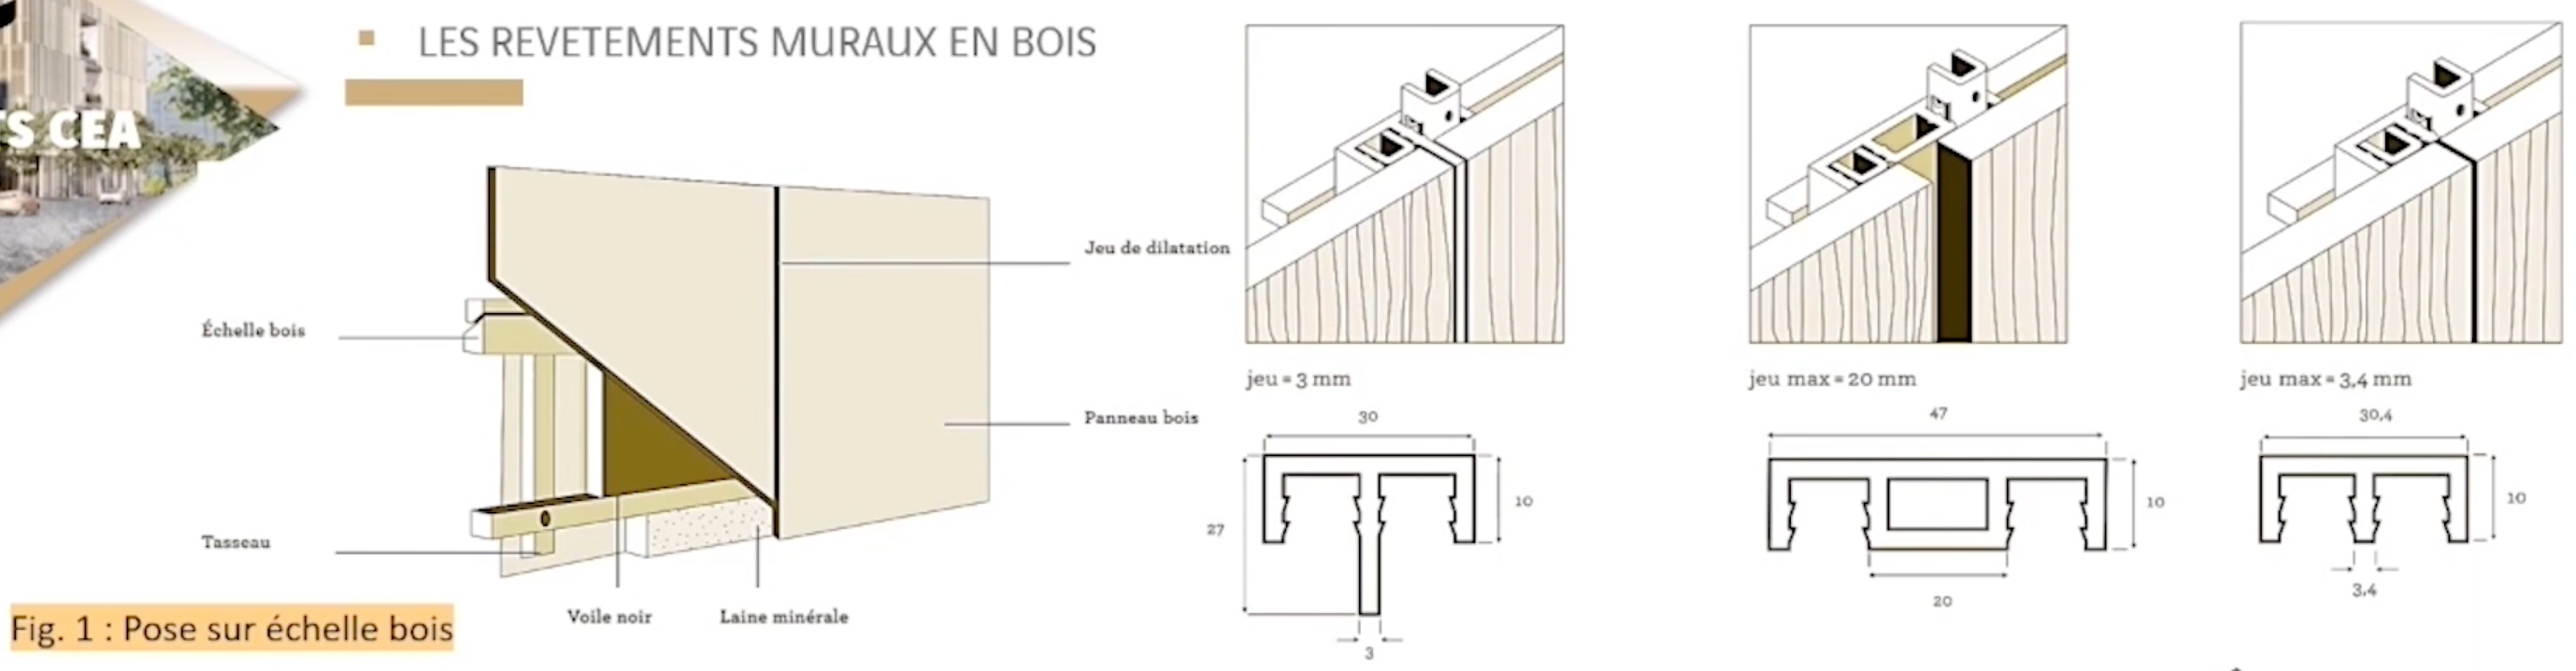 LES REVETEMENTS MURAUX EN BOIS
TS CEA
Jeu de dilatation
Échelle bois
Panneau bois
Tasseau
Voile noir
Laine minérale
Fig. 1 : Pose sur échelle bois
jeu = 3 mm
30
27
10
3
jeu max = 20 mm
47
10
20
jeu max = 3,4 mm
30,4
10
3,4